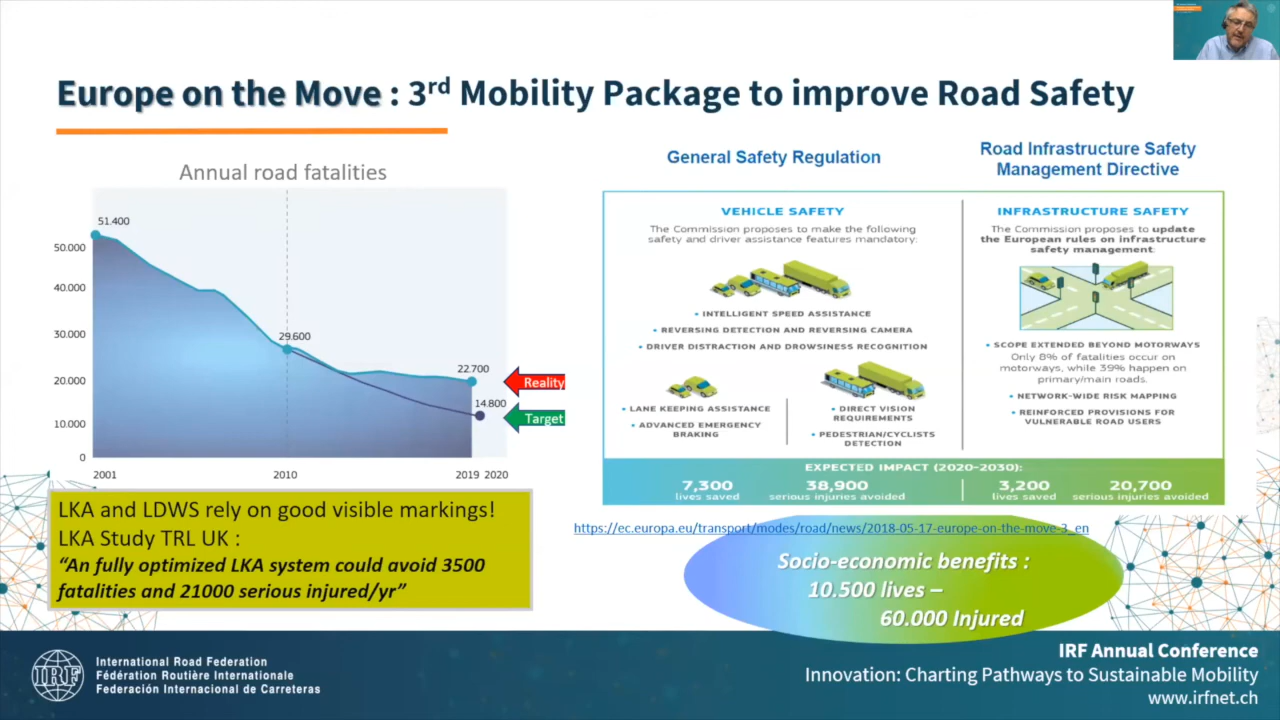 Europe on the Move : 3rd Mobility Package to improve Road Safety
Annual road fatalities
51.400
50.000
40.000
30.000
20.000
10.000
0
29.600
22.700
14.800
Reality
Target
2001
2010
2019 2020
General Safety Regulation
Road Infrastructure Safety
Management Directive
VEHICLE SAFETY
The Commission proposes to make the following
safety and driver assistance features mandatory:
• INTELLIGENT SPEED ASSISTANCE
• REVERSING DETECTION AND REVERSING CAMERA
• DRIVER DISTRACTION AND DROWSINESS RECOGNITION
• LANE KEEPING ASSISTANCE
• ADVANCED EMERGENCY
BRAKING
• DIRECT VISION
REQUIREMENTS
• PEDESTRIAN/CYCLISTS
DETECTION
INFRASTRUCTURE SAFETY
The Commission proposes to update
the European rules on infrastructure
safety management:
• SCOPE EXTENDED BEYOND MOTORWAYS
Only 8% of fatalities occur on
motorways, while 39% happen on
primary/main roads.
• NETWORK-WIDE RISK MAPPING
• REINFORCED PROVISIONS FOR
VULNERABLE ROAD USERS
EXPECTED IMPACT (2020-2030):
7,300
lives saved
38,900
serious injuries avoided
3,200
lives saved
20,700
serious injuries avoided
LKA and LDWS rely on good visible markings!
LKA Study TRL UK :
“An fully optimized LKA system could avoid 3500
fatalities and 21000 serious injured/yr”
https://ec.europa.eu/transport/modes/road/news/2018-05-17-europe-on-the-move-3_en
Socio-economic benefits :
10.500 lives –
60.000 Injured
IRF
International Road Federation
Fédération Routière Internationale
Federación Internacional de Carreteras
IRF Annual Conference
Innovation: Charting Pathways to Sustainable Mobility
www.irfnet.ch